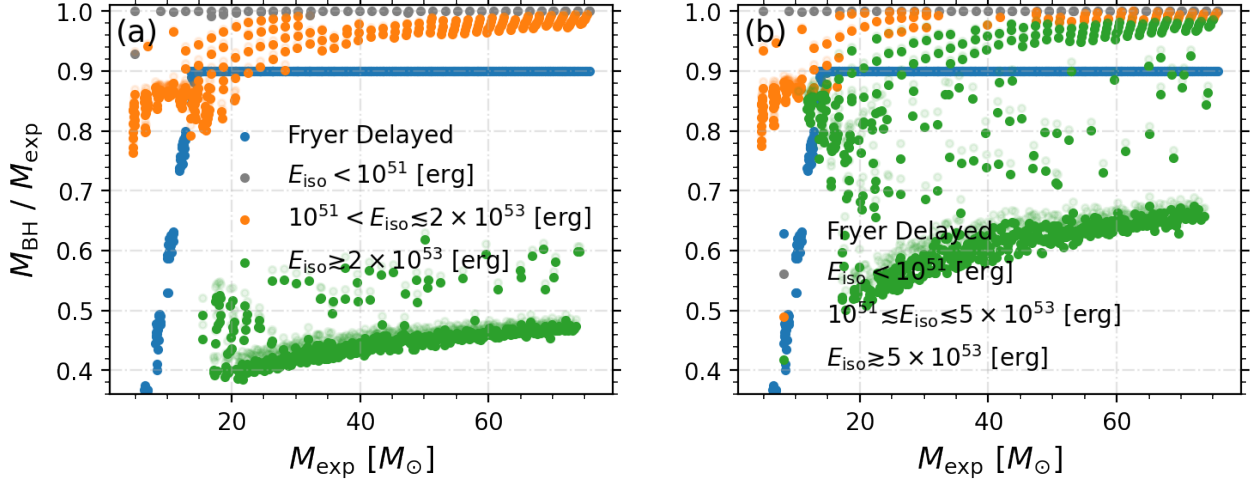 (a)
1.0
0.9
0.8
0.7
0.6
0.5
0.4
M_BH / M_exp
Fryer Delayed
E_iso < 10^51 [erg]
10^51 < E_iso ≲ 2 × 10^53 [erg]
E_iso ≳ 2 × 10^53 [erg]
20 40 60
M_exp [M_⊙]
(b)
1.0
0.9
0.8
0.7
0.6
0.5
0.4
Fryer Delayed
E_iso < 10^51 [erg]
10^51 ≲ E_iso ≲ 5 × 10^53 [erg]
E_iso ≳ 5 × 10^53 [erg]
20 40 60
M_exp [M_⊙]